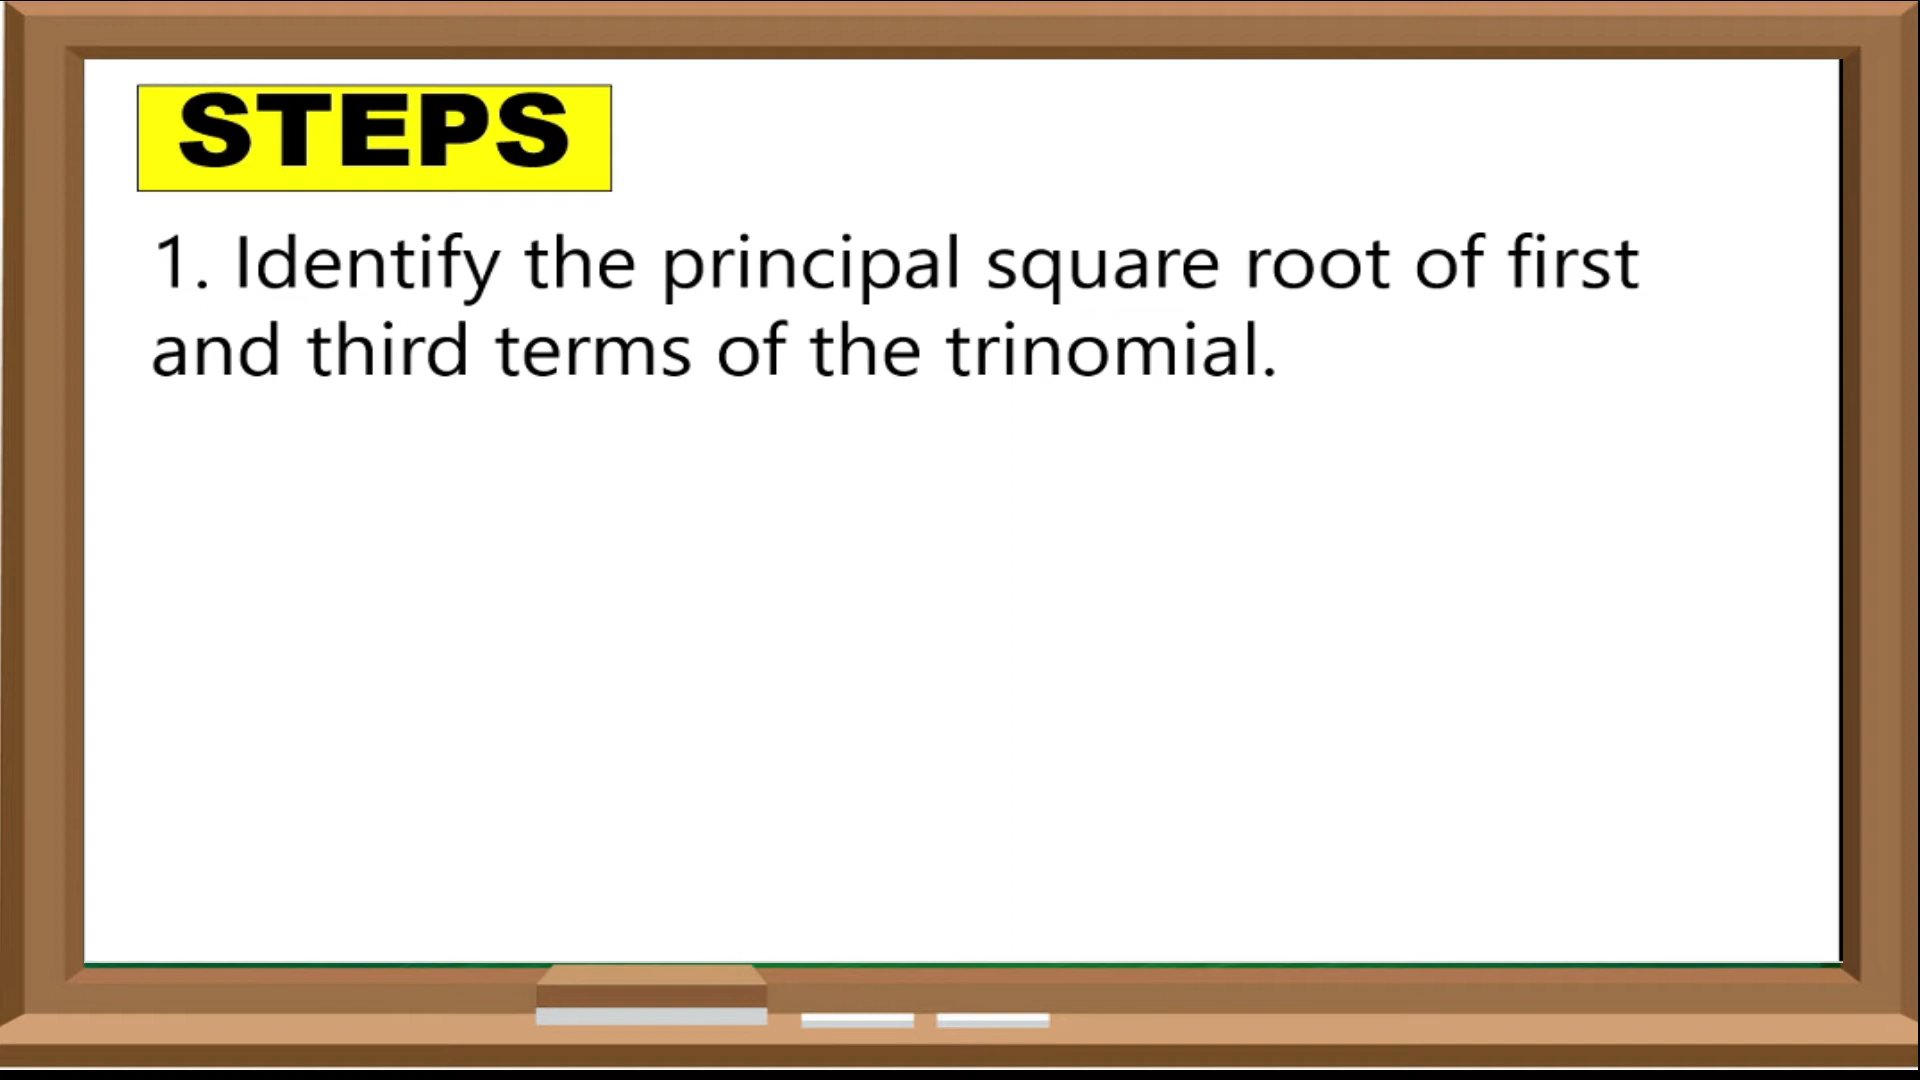 STEPS
1. Identify the principal square root of first
and third terms of the trinomial.